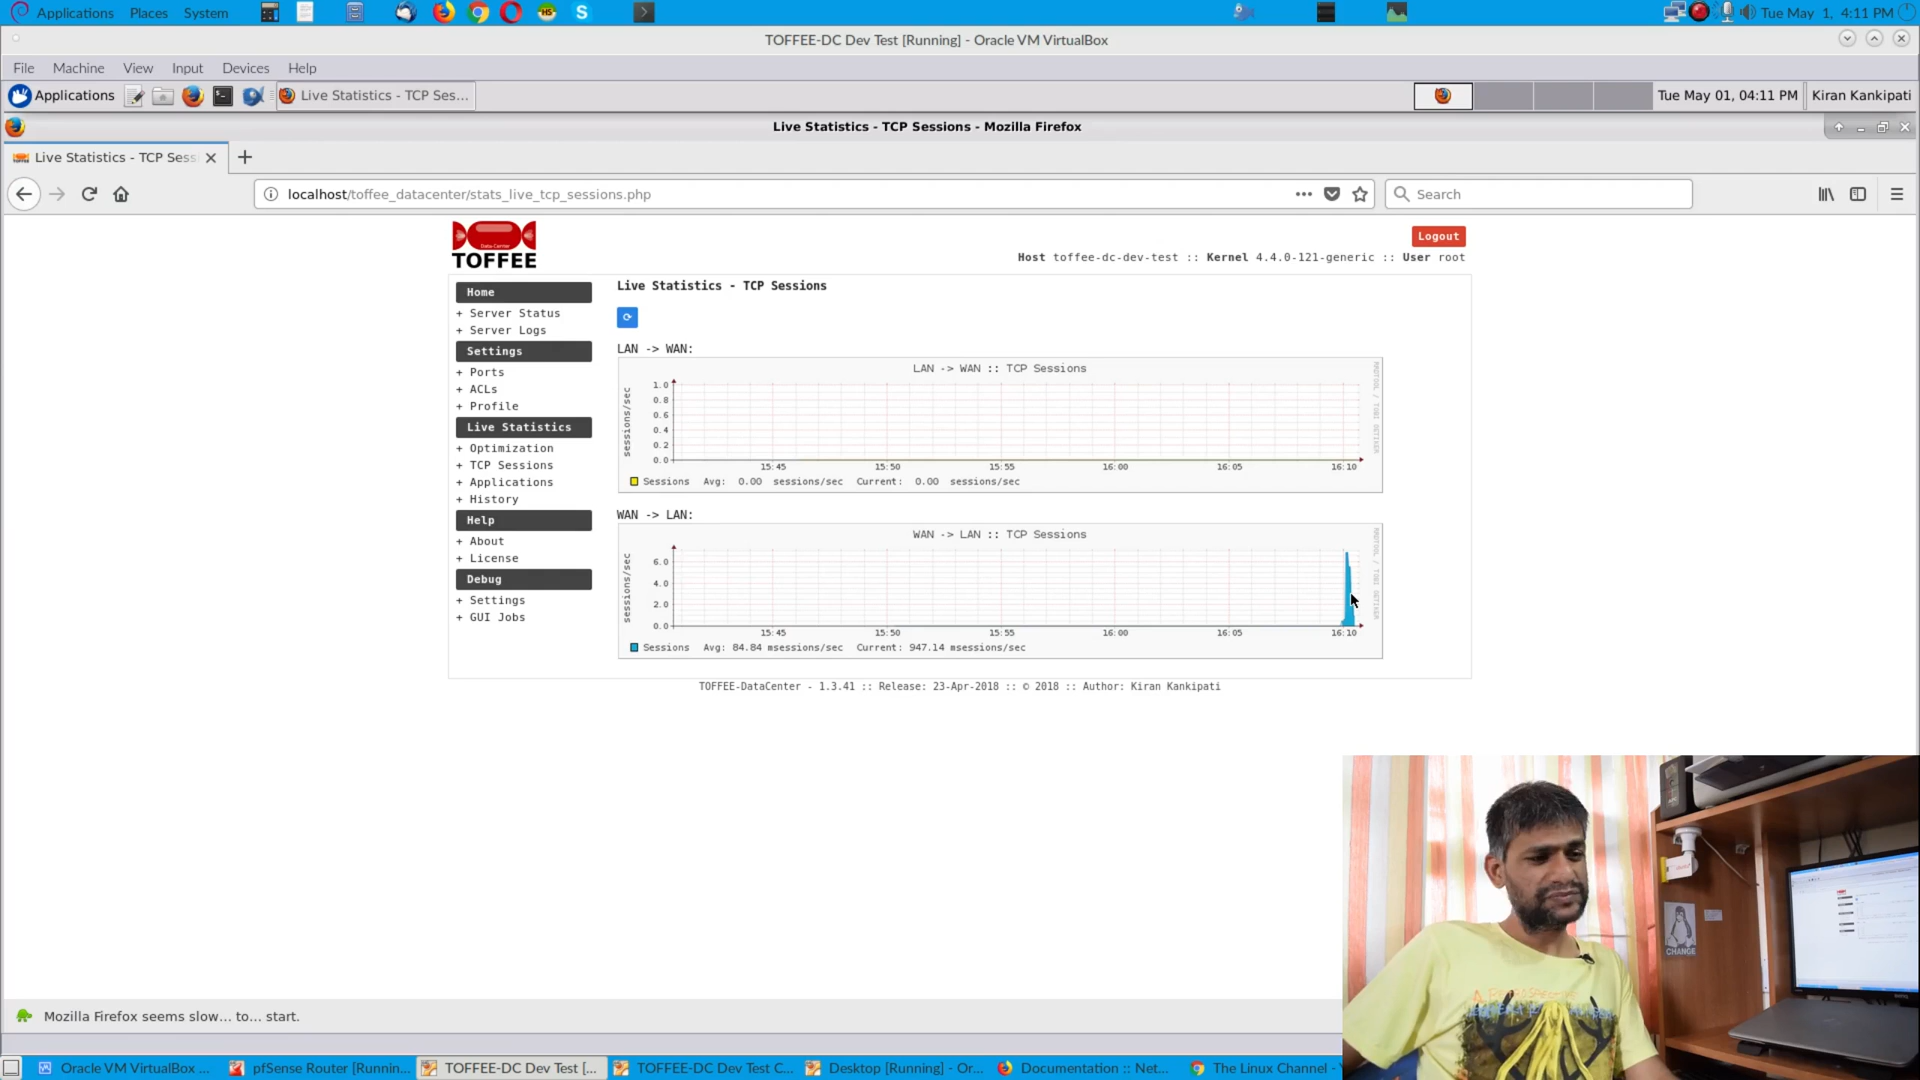 Applications Places System Tue May 1, 4:11 PM
TOFFEE-DC Dev Test [Running] - Oracle VM VirtualBox
File Machine View Input Devices Help
Applications Live Statistics - TCP Ses... Tue May 01, 04:11 PM Kiran Kankipati
Live Statistics - TCP Sessions - Mozilla Firefox
Live Statistics - TCP Sess
localhost/toffee_datacenter/stats_live_tcp_sessions.php Search
Data-Center
TOFFEE
Logout
Host toffee-dc-dev-test :: Kernel 4.4.0-121-generic :: User root
Home
+ Server Status
+ Server Logs
Settings
+ Ports
+ ACLs
+ Profile
Live Statistics
+ Optimization
+ TCP Sessions
+ Applications
+ History
Help
+ About
+ License
Debug
+ Settings
+ GUI Jobs
Live Statistics - TCP Sessions
LAN -> WAN:
LAN -> WAN :: TCP Sessions
sessions/sec
1.0
0.8
0.6
0.4
0.2
0.0
15:45 15:50 15:55 16:00 16:05 16:10
Sessions Avg: 0.00 sessions/sec Current: 0.00 sessions/sec
WAN -> LAN:
WAN -> LAN :: TCP Sessions
sessions/sec
6.0
4.0
2.0
0.0
15:45 15:50 15:55 16:00 16:05 16:10
Sessions Avg: 84.84 msessions/sec Current: 947.14 msessions/sec
TOFFEE-DataCenter - 1.3.41 :: Release: 23-Apr-2018 :: © 2018 :: Author: Kiran Kankipati
CHANGE
Mozilla Firefox seems slow... to... start.
Oracle VM VirtualBox ... pfSense Router [Runnin... TOFFEE-DC Dev Test [... TOFFEE-DC Dev Test C... Desktop [Running] - Or... Documentation :: Net... The Linux Channel -